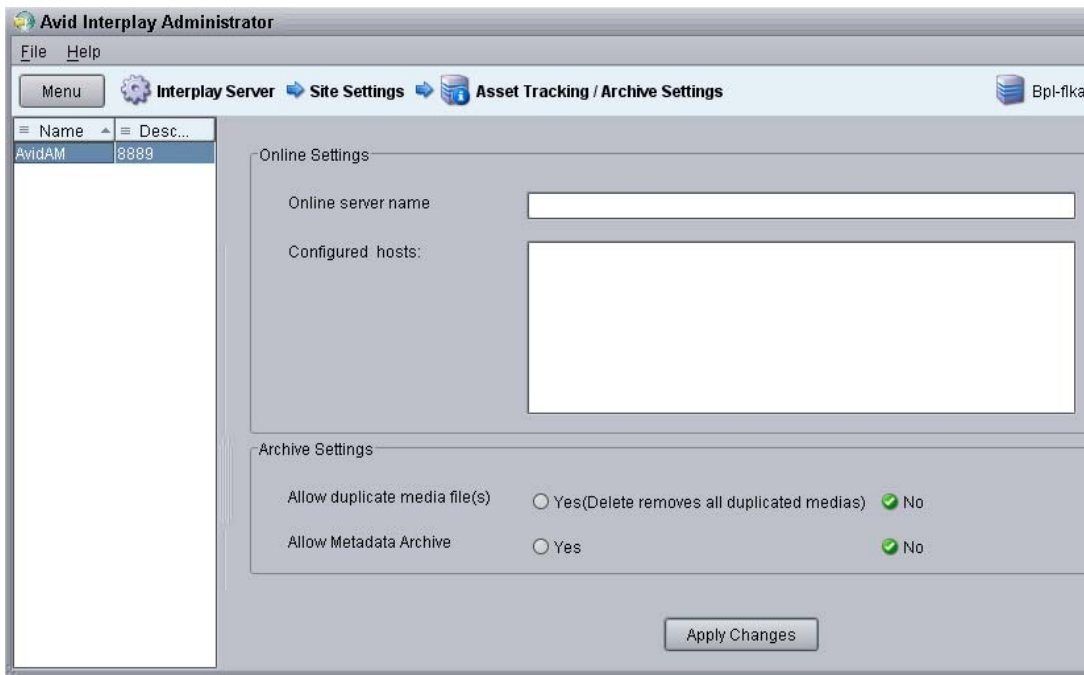 Avid Interplay Administrator
File Help
Menu Interplay Server Site Settings Asset Tracking / Archive Settings Bpl-flka
Name Desc...
AvidAM 8889
Online Settings
Online server name
Configured hosts:
Archive Settings
Allow duplicate media file(s) Yes(Delete removes all duplicated medias) No
Allow Metadata Archive Yes No
Apply Changes